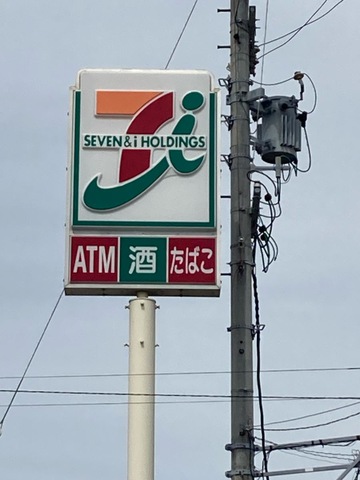 SEVEN&i HOLDINGS
ATM 酒 たばこ